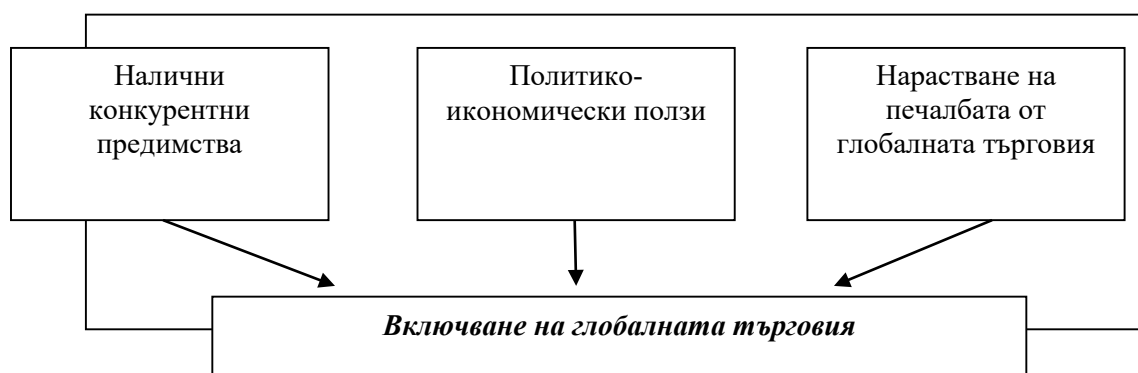 Налични
конкурентни
предимства
Политико-
икономически ползи
Нарастване на
печалбата от
глобалната търговия
Включване на глобалната търговия